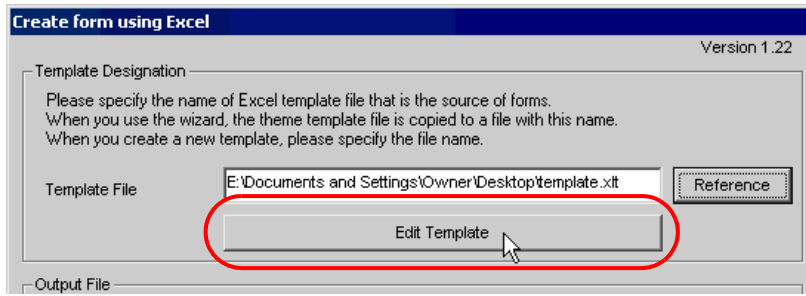 Create form using Excel
Version 1.22
Template Designation
Please specify the name of Excel template file that is the source of forms.
When you use the wizard, the theme template file is copied to a file with this name.
When you create a new template, please specify the file name.
Template File
E:\Documents and Settings\Owner\Desktop\template.xlt
Reference
Edit Template
Output File